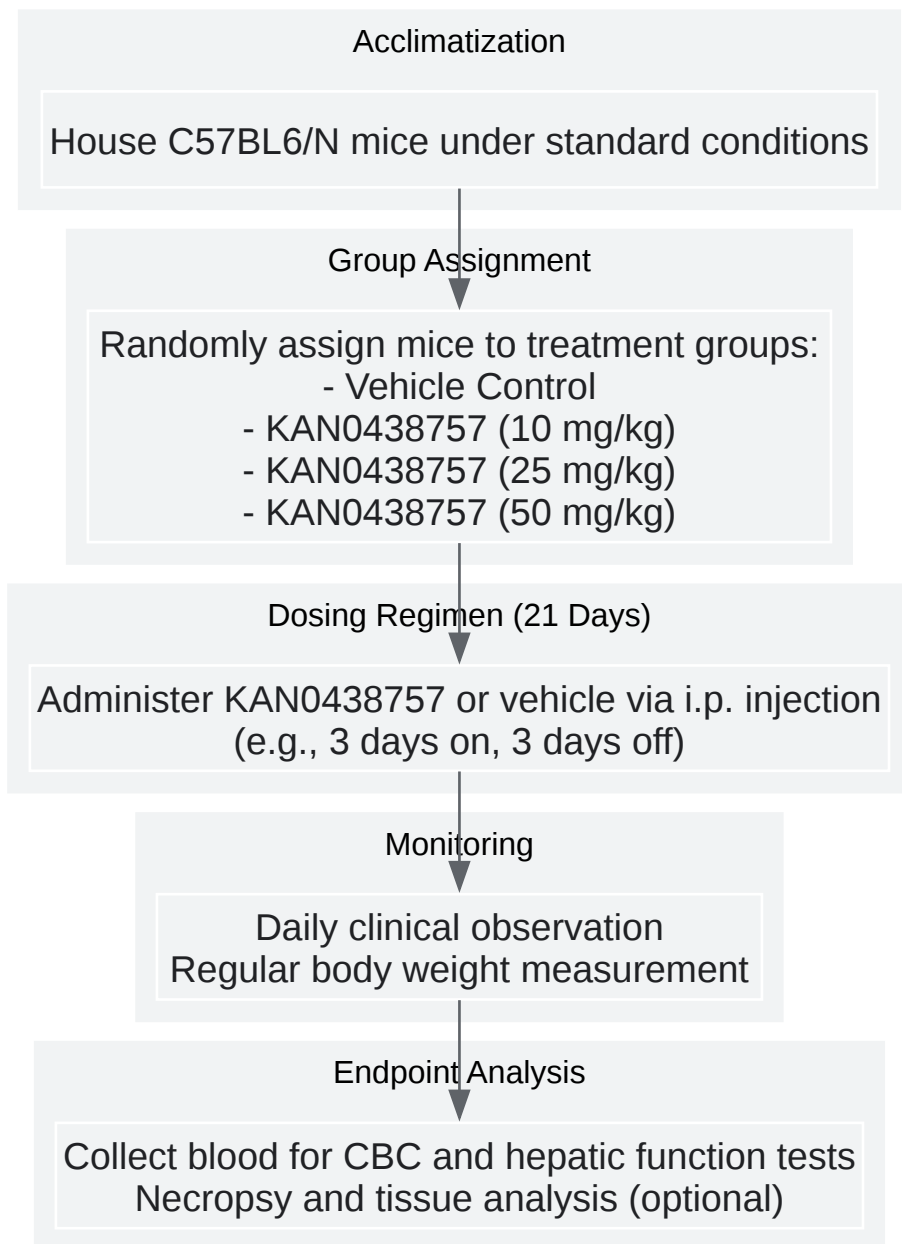 Acclimatization
House C57BL6/N mice under standard conditions
Group Assignment
Randomly assign mice to treatment groups:
- Vehicle Control
- KAN0438757 (10 mg/kg)
- KAN0438757 (25 mg/kg)
- KAN0438757 (50 mg/kg)
Dosing Regimen (21 Days)
Administer KAN0438757 or vehicle via i.p. injection
(e.g., 3 days on, 3 days off)
Monitoring
Daily clinical observation
Regular body weight measurement
Endpoint Analysis
Collect blood for CBC and hepatic function tests
Necropsy and tissue analysis (optional)